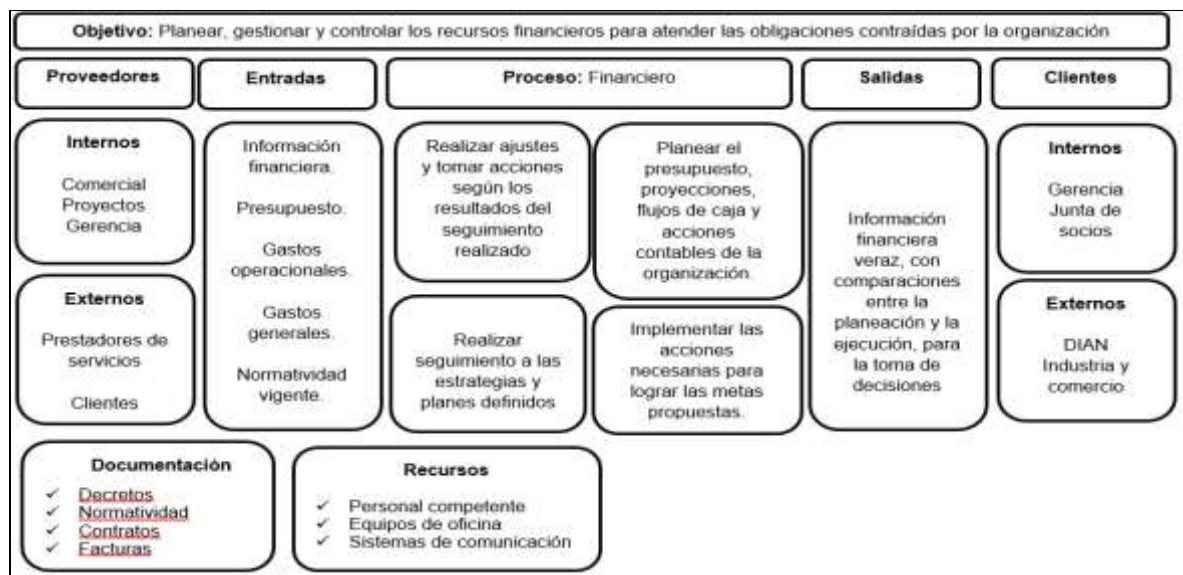 Objetivo: Planear, gestionar y controlar los recursos financieros para atender las obligaciones contraídas por la organización
Proveedores
Entradas
Proceso: Financiero
Salidas
Clientes
Internos
Comercial
Proyectos
Gerencia
Externos
Prestadores de
servicios
Clientes
Información
financiera.
Presupuesto.
Gastos
operacionales.
Gastos
generales.
Normatividad
vigente.
Realizar ajustes
y tomar acciones
según los
resultados del
seguimiento
realizado
Planear el
presupuesto,
proyecciones,
flujos de caja y
acciones
contables de la
organización
Realizar
seguimiento a las
estrategias y
planes definidos
Implementar las
acciones
necesarias para
lograr las metas
propuestas.
Información
financiera
veraz, con
comparaciones
entre la
planeación y la
ejecución, para
la toma de
decisiones
Internos
Gerencia
Junta de
socios
Externos
DIAN
Industria y
comercio
Documentación
✓ Decretos
✓ Normatividad
✓ Contratos
✓ Facturas
Recursos
✓ Personal competente
✓ Equipos de oficina
✓ Sistemas de comunicación